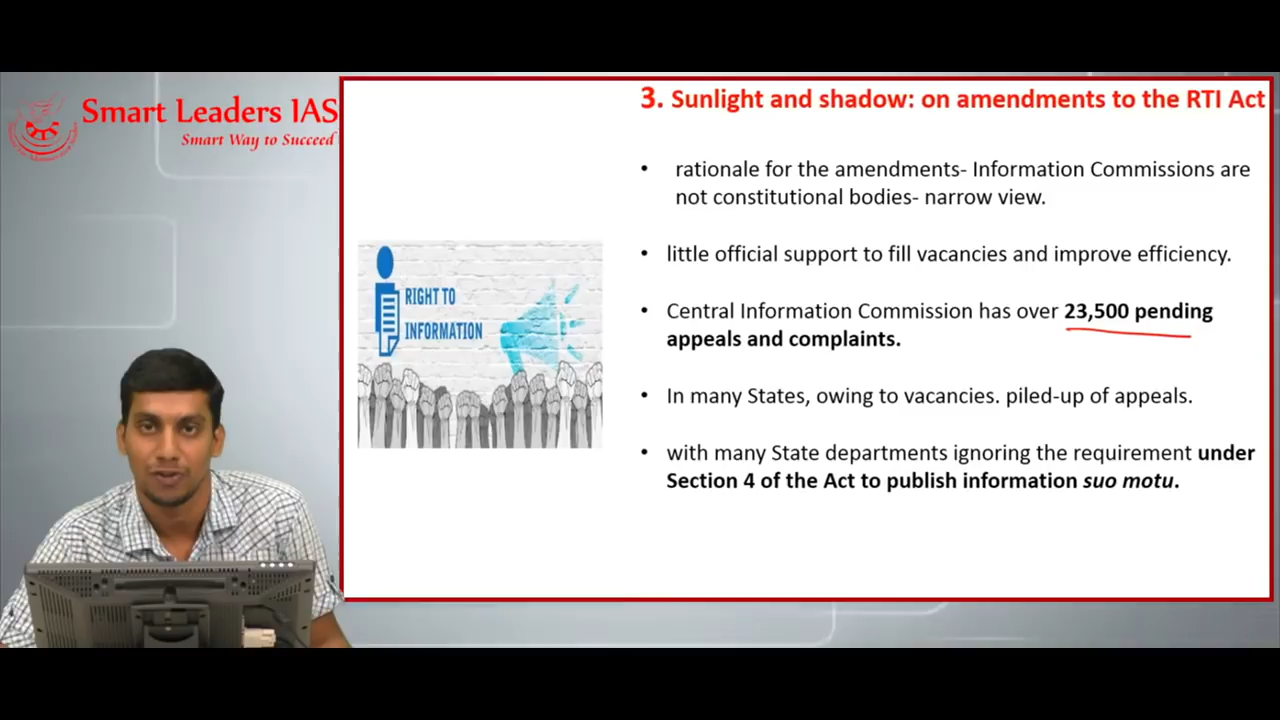 Smart Leaders IAS
Smart Way to Succeed
3. Sunlight and shadow: on amendments to the RTI Act
• rationale for the amendments- Information Commissions are
not constitutional bodies- narrow view.
• little official support to fill vacancies and improve efficiency.
• Central Information Commission has over 23,500 pending
appeals and complaints.
• In many States, owing to vacancies. piled-up of appeals.
• with many State departments ignoring the requirement under
Section 4 of the Act to publish information suo motu.
RIGHT TO
INFORMATION